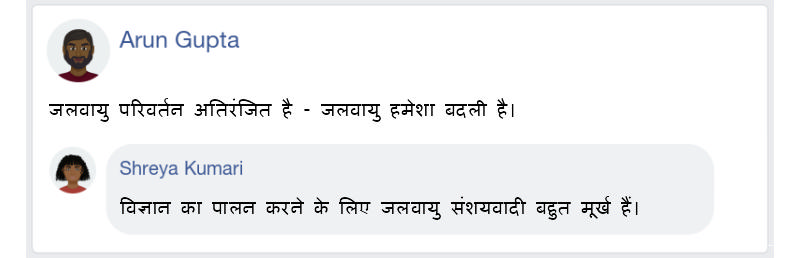 Arun Gupta
जलवायु परिवर्तन अतिरंजित है - जलवायु हमेशा बदली है।
Shreya Kumari
विज्ञान का पालन करने के लिए जलवायु संशयवादी बहुत मूर्ख हैं।